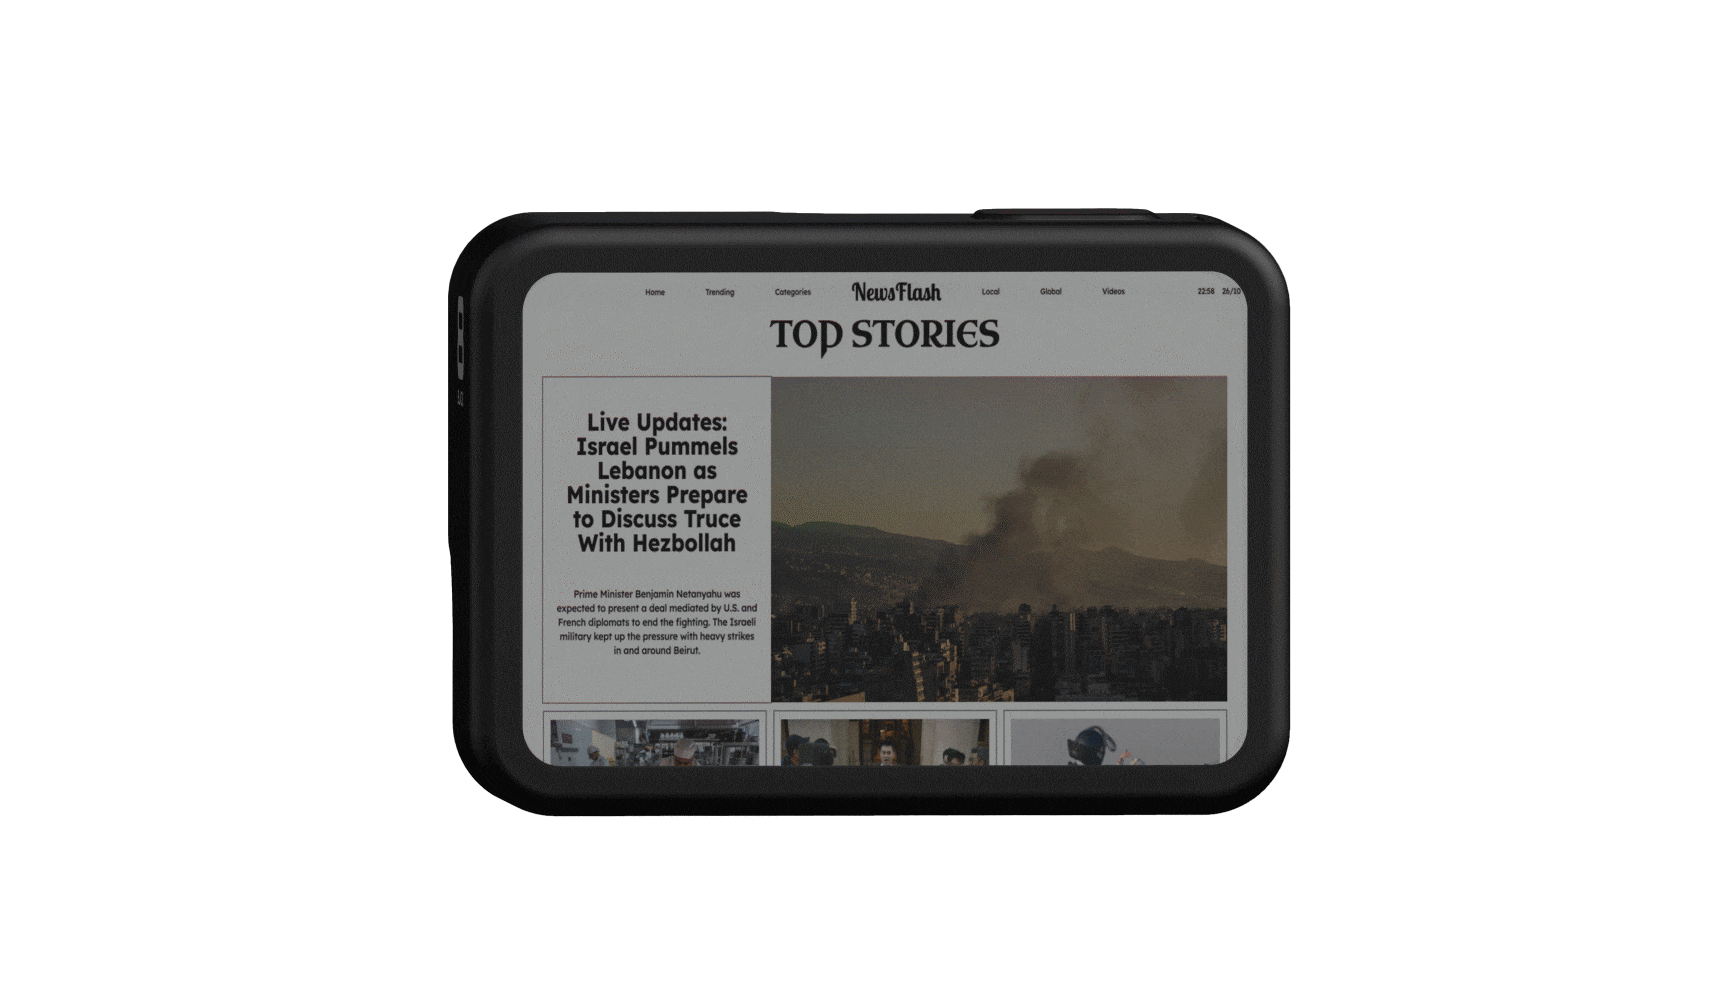 Home Trending Categories NewsFlash Local Global Videos 22:58 26/10
TOP STORIES
Live Updates:
Israel Pummels
Lebanon as
Ministers Prepare
to Discuss Truce
With Hezbollah
Prime Minister Benjamin Netanyahu was
expected to present a deal mediated by U.S. and
French diplomats to end the fighting. The Israeli
military kept up the pressure with heavy strikes
in and around Beirut.